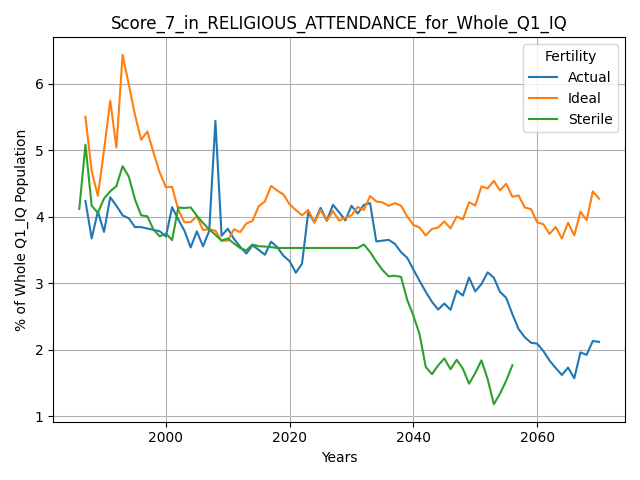 Score_7_in_RELIGIOUS_ATTENDANCE_for_Whole_Q1_IQ
Fertility
Actual
Ideal
Sterile
% of Whole Q1_IQ Population
6
5
4
3
2
1
2000
2020
2040
2060
Years